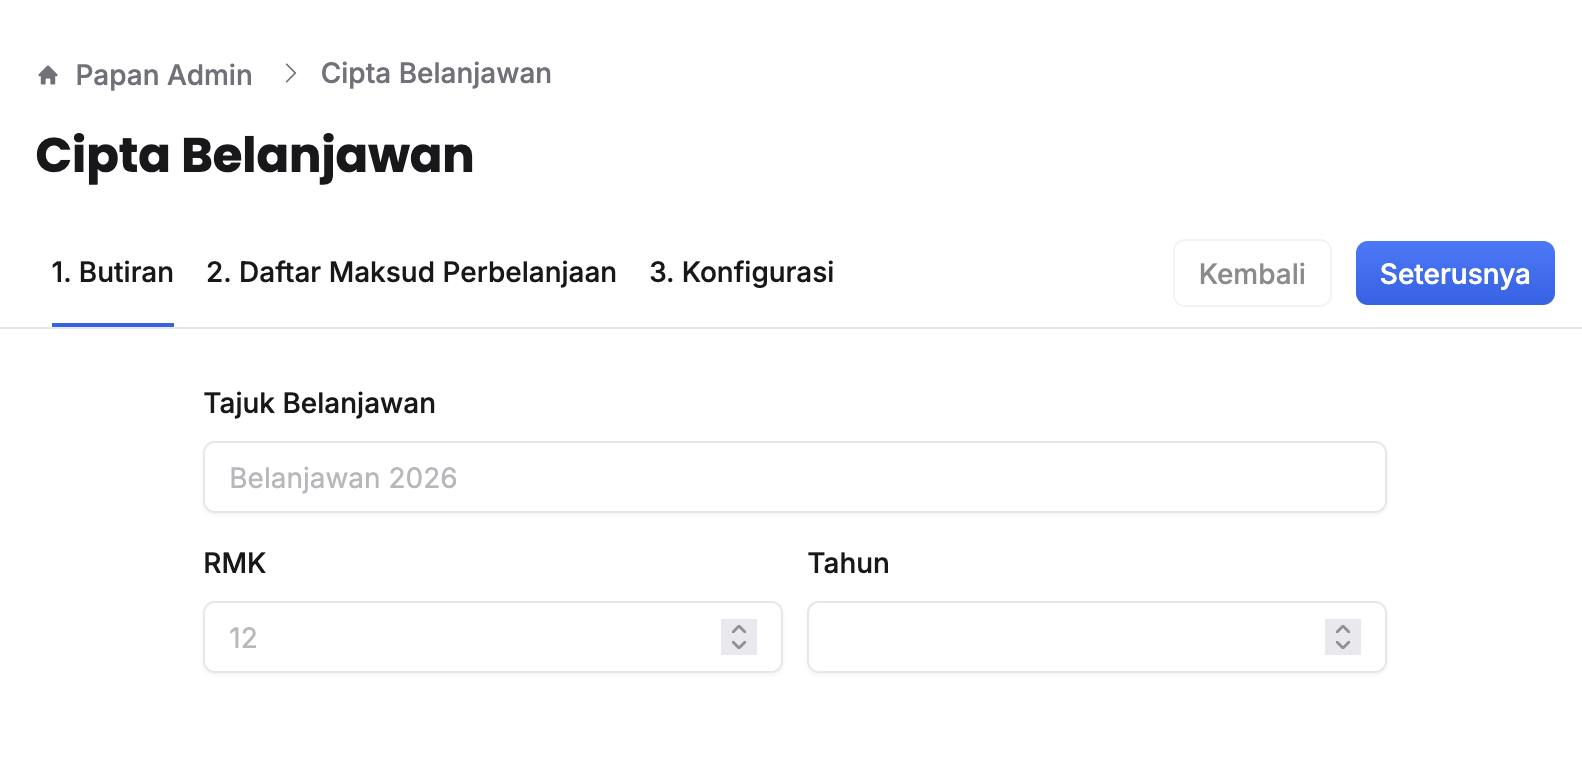 Papan Admin > Cipta Belanjawan
Cipta Belanjawan
1. Butiran 2. Daftar Maksud Perbelanjaan 3. Konfigurasi Kembali Seterusnya
Tajuk Belanjawan
Belanjawan 2026
RMK Tahun
12